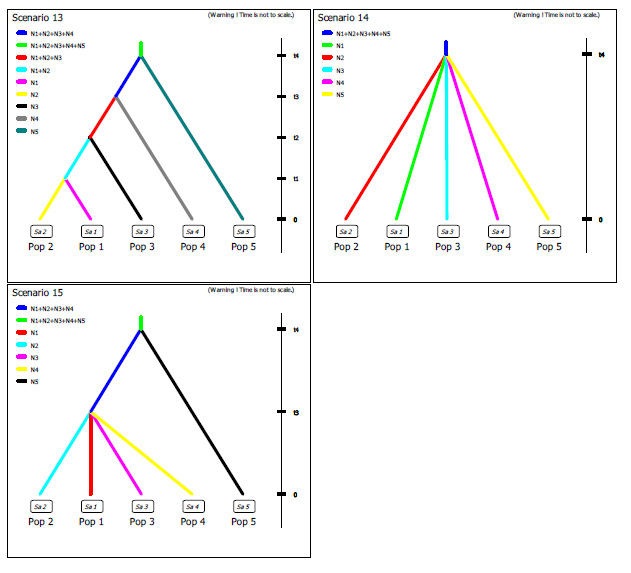 Scenario 13
(Warning ! Time is not to scale.)
N1+N2+N3+N4
N1+N2+N3+N4+N5
N1+N2+N3
N1+N2
N1
N2
N3
N4
N5
t4
t3
t2
t1
0
Sa 2 Sa 1 Sa 3 Sa 4 Sa 5
Pop 2 Pop 1 Pop 3 Pop 4 Pop 5
Scenario 14
(Warning ! Time is not to scale.)
N1+N2+N3+N4+N5
N1
N2
N3
N4
N5
t4
0
Sa 2 Sa 1 Sa 3 Sa 4 Sa 5
Pop 2 Pop 1 Pop 3 Pop 4 Pop 5
Scenario 15
(Warning ! Time is not to scale.)
N1+N2+N3+N4
N1+N2+N3+N4+N5
N1
N2
N3
N4
N5
t4
t3
0
Sa 2 Sa 1 Sa 3 Sa 4 Sa 5
Pop 2 Pop 1 Pop 3 Pop 4 Pop 5